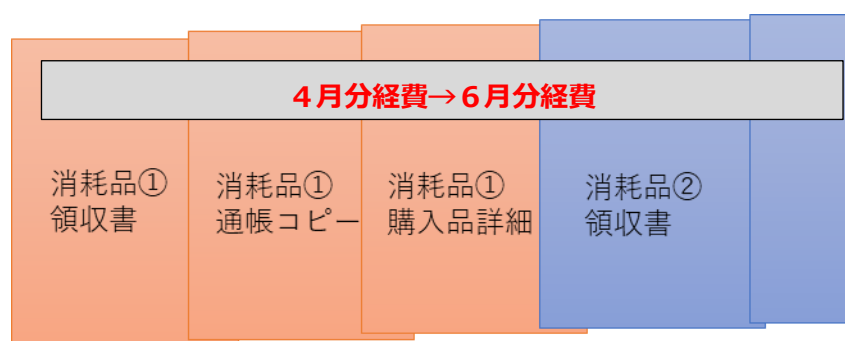 ４月分経費→６月分経費
消耗品①
領収書
消耗品①
通帳コピー
消耗品①
購入品詳細
消耗品②
領収書